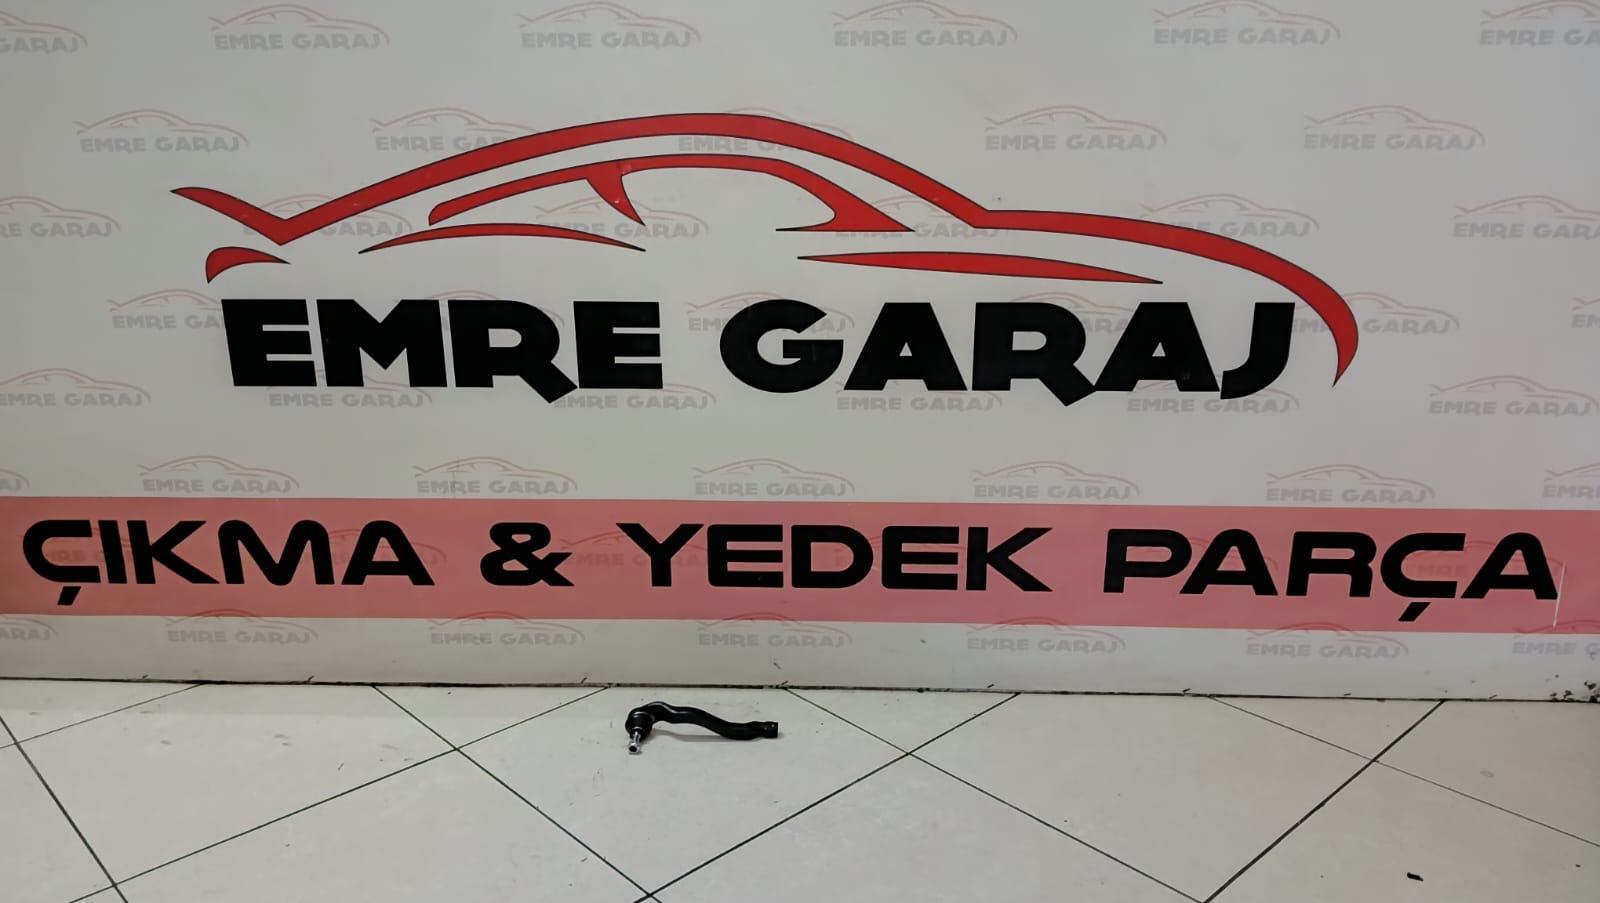 EMRE GARAJ
ÇIKMA & YEDEK PARÇA